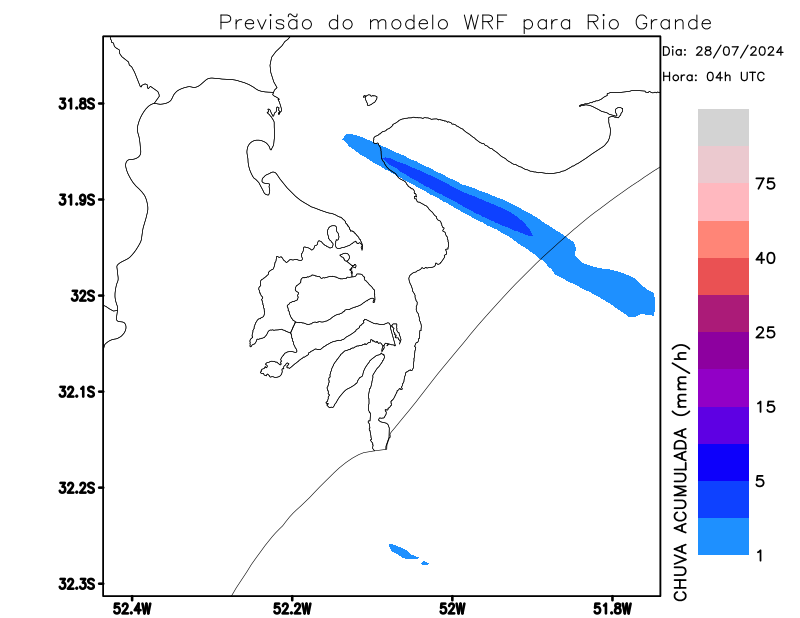 Previsão do modelo WRF para Rio Grande
Dia: 28/07/2024
Hora: 04h UTC
31.8S
31.9S
32S
32.1S
32.2S
32.3S
52.4W
52.2W
52W
51.8W
CHUVA ACUMULADA (mm/h)
75
40
25
15
5
1